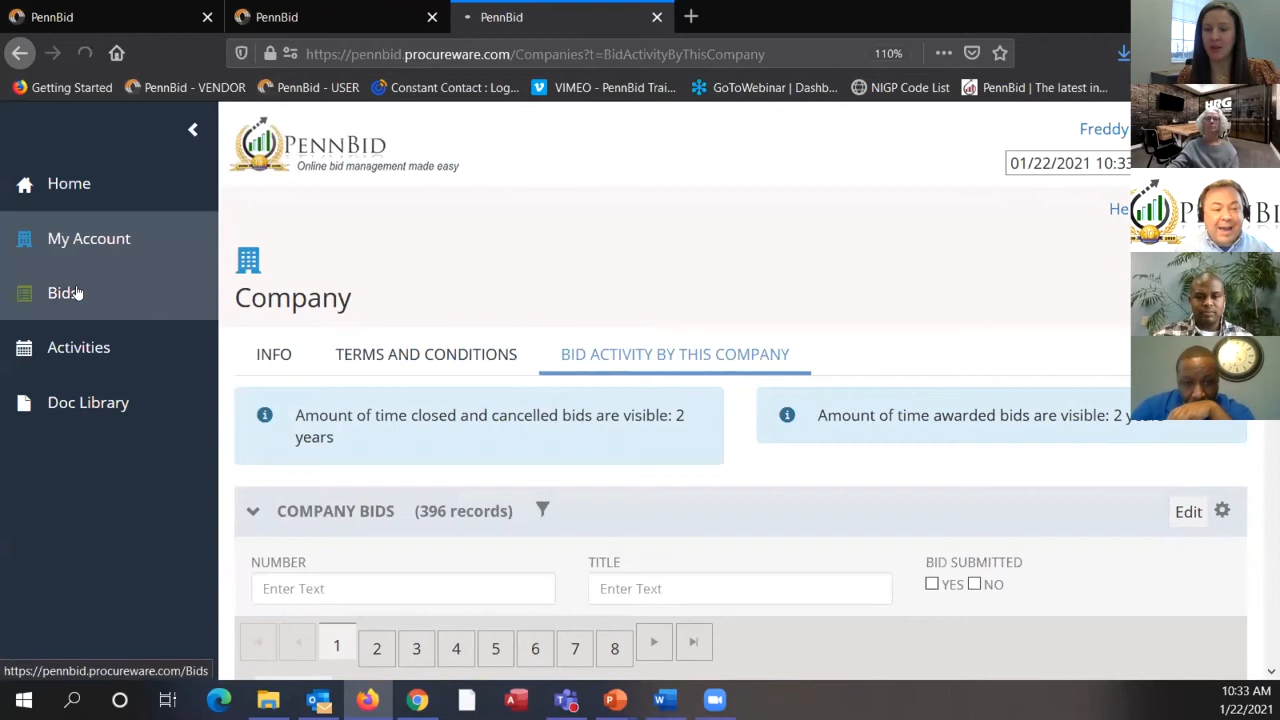 PennBid
PennBid
PennBid
https://pennbid.procureware.com/Companies?t=BidActivityByThisCompany
110%
Getting Started
PennBid - VENDOR
PennBid - USER
Constant Contact : Log...
VIMEO - PennBid Trai...
GoToWebinar | Dashb...
NIGP Code List
PennBid | The latest in...
Home
My Account
Bids
Activities
Doc Library
PENNBID
Online bid management made easy
Freddy
01/22/2021 10:33
He
Company
INFO
TERMS AND CONDITIONS
BID ACTIVITY BY THIS COMPANY
Amount of time closed and cancelled bids are visible: 2
years
Amount of time awarded bids are visible: 2 years
COMPANY BIDS (396 records)
Edit
NUMBER
TITLE
BID SUBMITTED
Enter Text
Enter Text
YES NO
1 2 3 4 5 6 7 8
https://pennbid.procureware.com/Bids
HRG
10:33 AM
1/22/2021